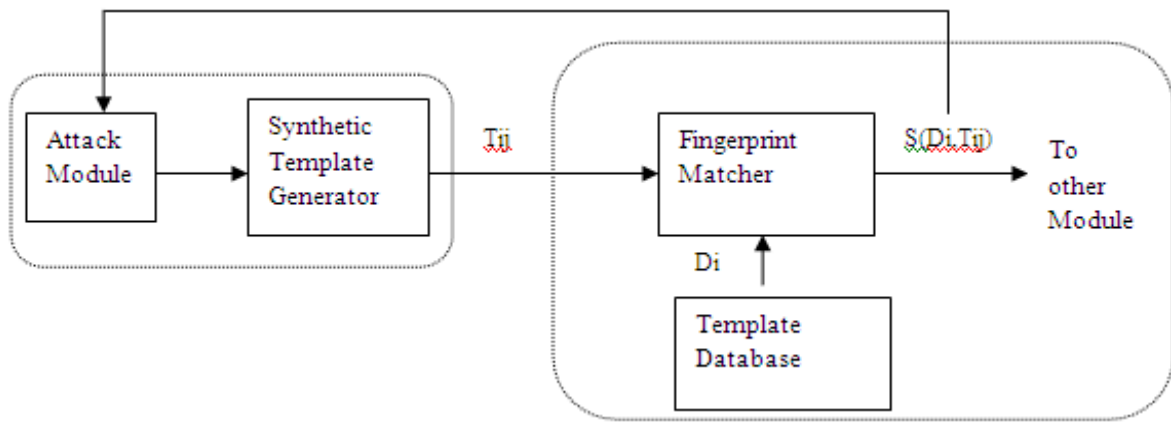 Attack
Module
Synthetic
Template
Generator
Tij
Fingerprint
Matcher
S(Di,Tij)
To
other
Module
Di
Template
Database